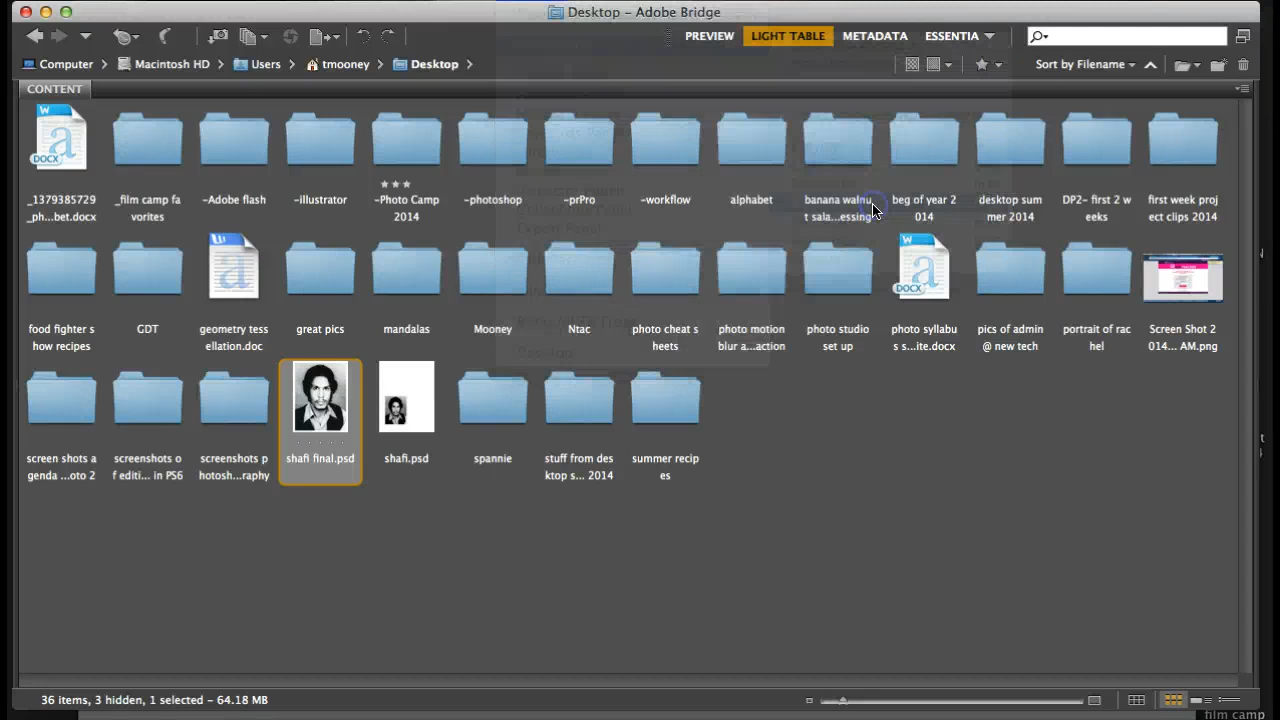 Desktop – Adobe Bridge
PREVIEW LIGHT TABLE METADATA ESSENTIA
Computer Macintosh HD Users tmooney Desktop Sort by Filename
CONTENT
W
a
DOCX
_1379385729
_ph...bet.docx
_film camp fa
vorites
~Adobe flash
~illustrator
~Photo Camp
2014
~photoshop
~prPro
~workflow
alphabet
banana walnu
t sala...essing
beg of year 2
014
desktop sum
mer 2014
DP2- first 2 w
eeks
first week proj
ect clips 2014
W
a
W
a
DOCX
food fighter s
how recipes
GDT
geometry tess
ellation.doc
great pics
mandalas
Mooney
Ntac
photo cheat s
heets
photo motion
blur a...action
photo studio
set up
photo syllabu
s s...ite.docx
pics of admin
@ new tech
portrait of rac
hel
Screen Shot 2
014... AM.png
screen shots a
genda ...oto 2
screenshots o
f editi... in PS6
screenshots p
hotosh...raphy
shafi final.psd
shafi.psd
spannie
stuff from des
ktop s... 2014
summer recip
es
36 items, 3 hidden, 1 selected – 64.18 MB
film camp